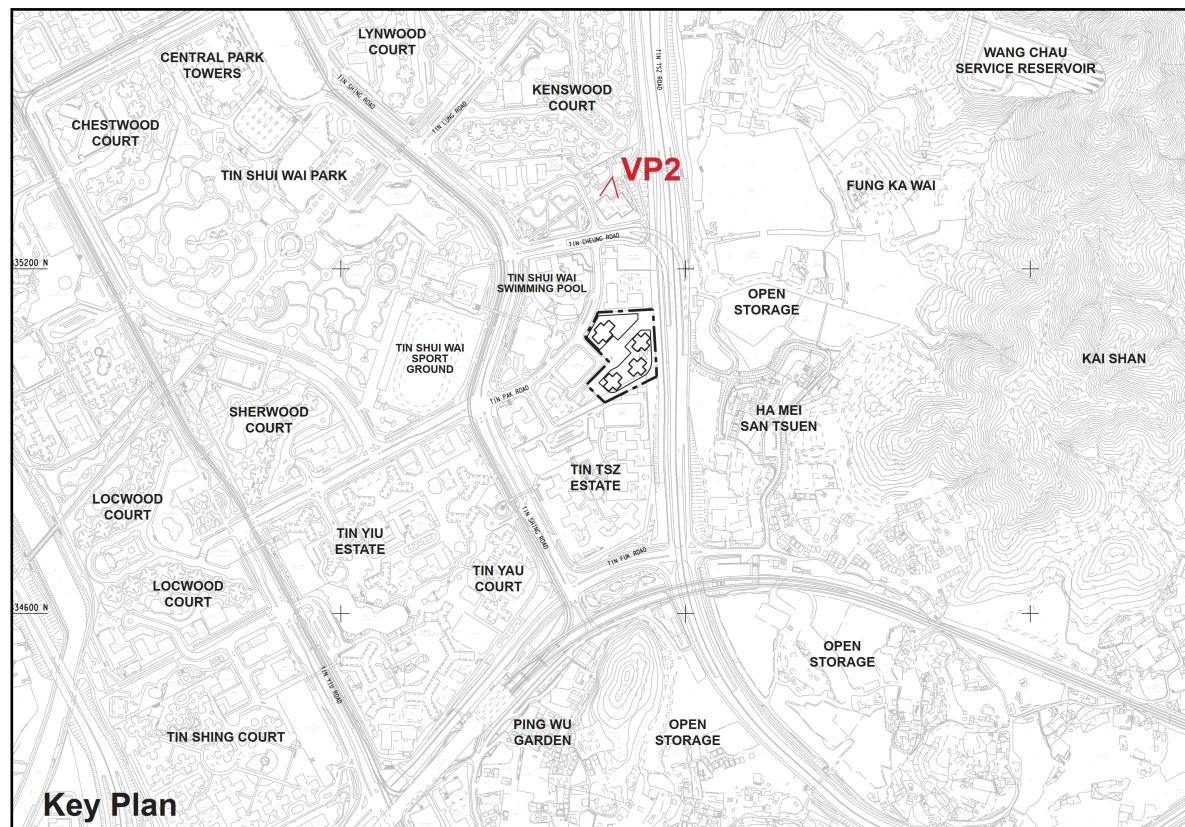 LYNWOOD
COURT
CENTRAL PARK
TOWERS
TIN SHING ROAD
TIN LUNG ROAD
KENSWOOD
COURT
TIN TSZ ROAD
WANG CHAU
SERVICE RESERVOIR
CHESTWOOD
COURT
TIN SHUI WAI PARK
VP2
FUNG KA WAI
TIN CHEUNG ROAD
35200 N
TIN SHUI WAI
SWIMMING POOL
OPEN
STORAGE
TIN SHUI WAI
SPORT
GROUND
KAI SHAN
TIN PAK ROAD
SHERWOOD
COURT
HA MEI
SAN TSUEN
TIN TSZ
ESTATE
LOCWOOD
COURT
TIN YIU
ESTATE
TIN SHING ROAD
TIN FUK ROAD
TIN YAU
COURT
LOCWOOD
COURT
34600 N
OPEN
STORAGE
TIN YIU ROAD
TIN SHING COURT
PING WU
GARDEN
OPEN
STORAGE
Key Plan